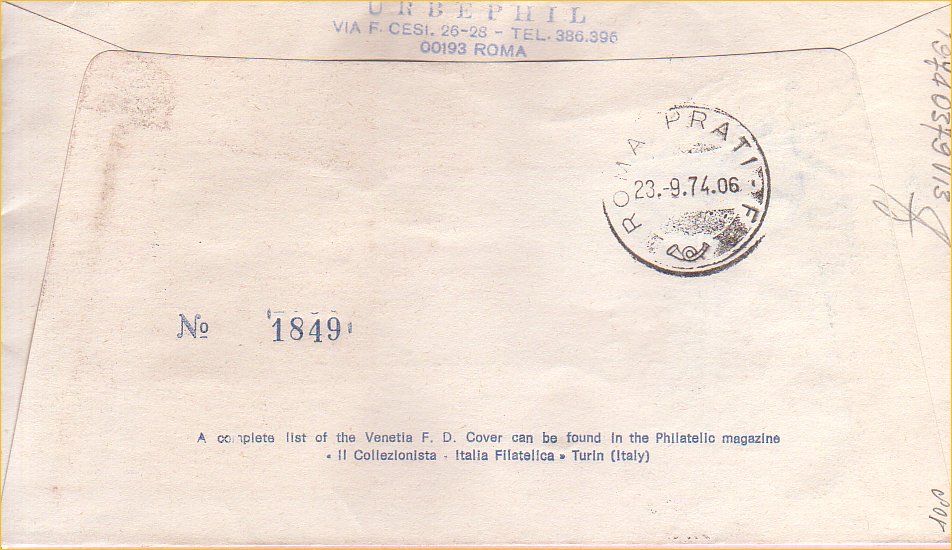 URBEPHIL
VIA F. CESI. 26-28 - TEL. 386.396
00193 ROMA
ROMA PRATI
23.-9.74.06
No 1849
A complete list of the Venetia F. D. Cover can be found in the Philatelic magazine
« Il Collezionista - Italia Filatelica » Turin (Italy)